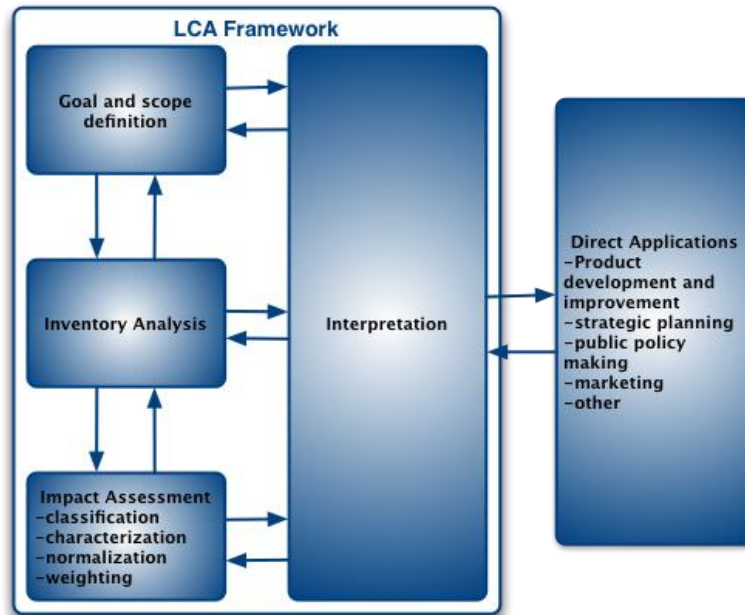 LCA Framework
Goal and scope
definition
Inventory Analysis
Impact Assessment
-classification
-characterization
-normalization
-weighting
Interpretation
Direct Applications
-Product
development and
improvement
-strategic planning
-public policy
making
-marketing
-other